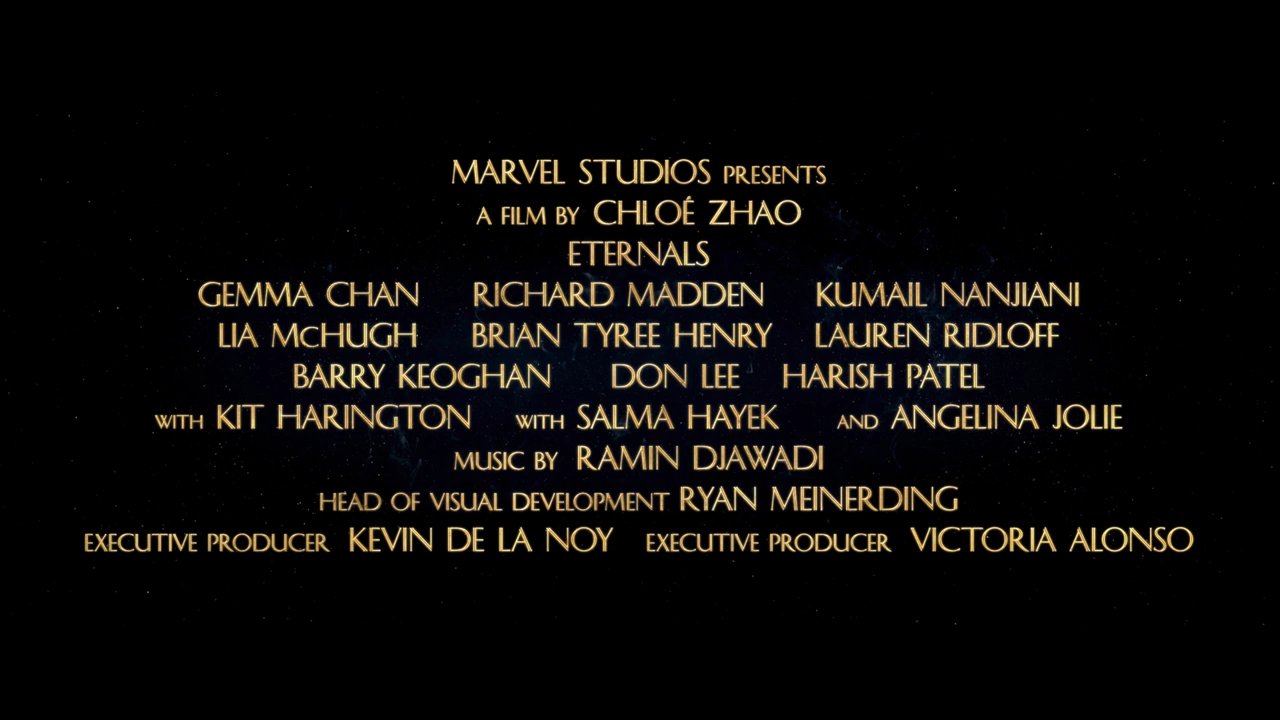 MARVEL STUDIOS PRESENTS
A FILM BY CHLOÉ ZHAO
ETERNALS
GEMMA CHAN RICHARD MADDEN KUMAIL NANJIANI
LIA McHUGH BRIAN TYREE HENRY LAUREN RIDLOFF
BARRY KEOGHAN DON LEE HARISH PATEL
WITH KIT HARINGTON WITH SALMA HAYEK AND ANGELINA JOLIE
MUSIC BY RAMIN DJAWADI
HEAD OF VISUAL DEVELOPMENT RYAN MEINERDING
EXECUTIVE PRODUCER KEVIN DE LA NOY EXECUTIVE PRODUCER VICTORIA ALONSO